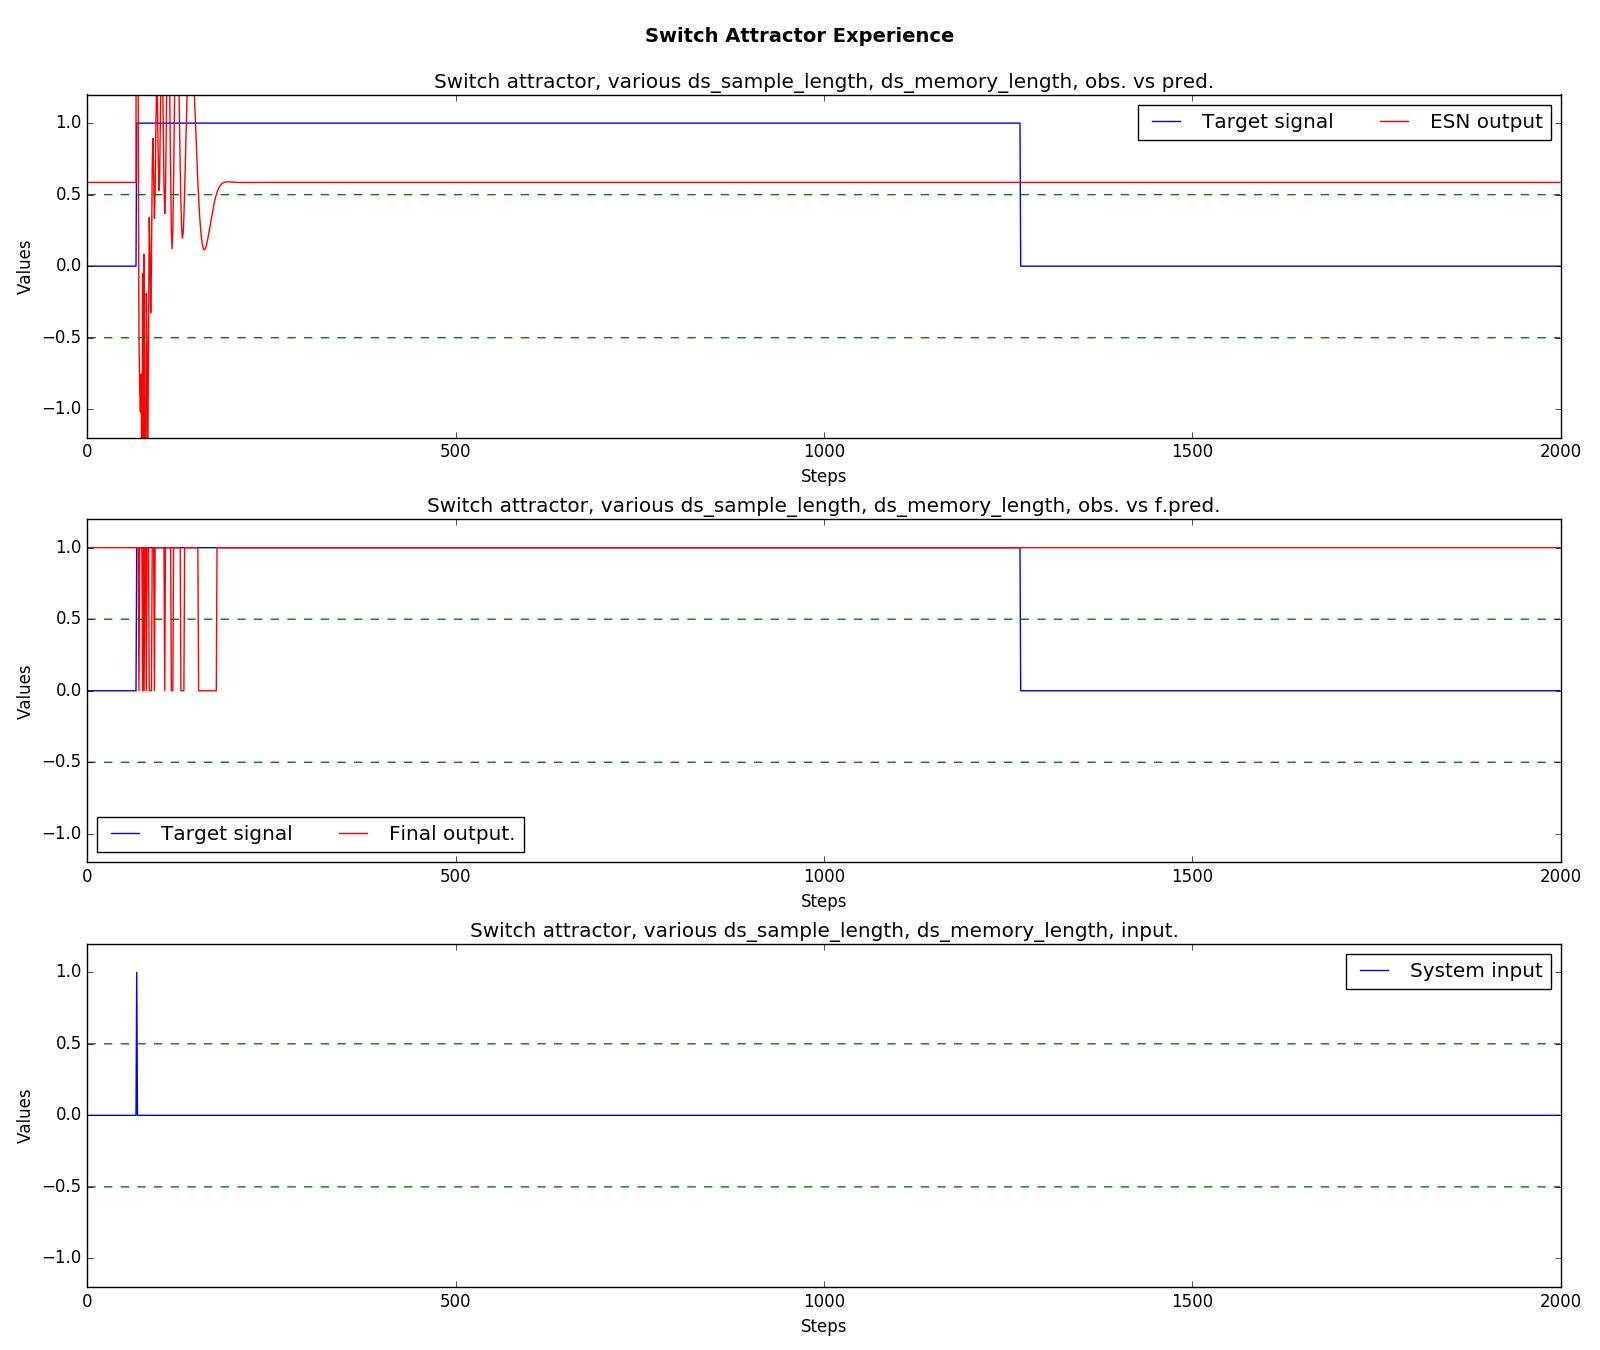 Switch Attractor Experience
Switch attractor, various ds_sample_length, ds_memory_length, obs. vs pred.
Target signal ESN output
1.0
0.5
0.0
−0.5
−1.0
Values
0 500 1000 1500 2000
Steps
Switch attractor, various ds_sample_length, ds_memory_length, obs. vs f.pred.
1.0
0.5
0.0
−0.5
−1.0
Values
Target signal Final output.
0 500 1000 1500 2000
Steps
Switch attractor, various ds_sample_length, ds_memory_length, input.
System input
1.0
0.5
0.0
−0.5
−1.0
Values
0 500 1000 1500 2000
Steps